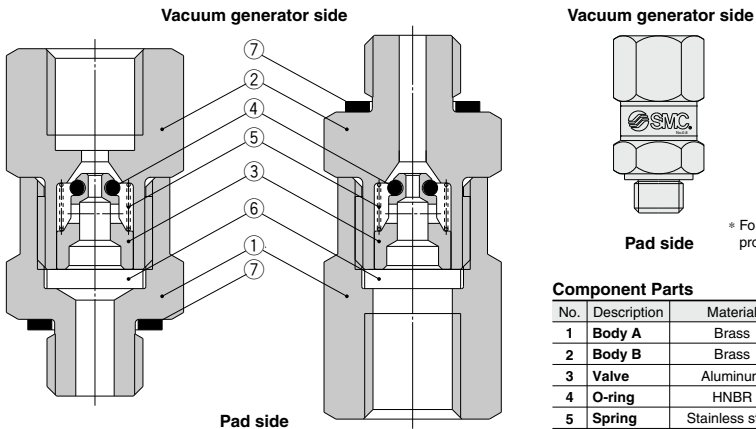 Vacuum generator side
⑦
②
④
⑤
③
⑥
①
⑦
Pad side
Vacuum generator side
SMC.
Pad side
* Fo
pro
Component Parts
No. Description Material
1 Body A Brass
2 Body B Brass
3 Valve Aluminum
4 O-ring HNBR
5 Spring Stainless s